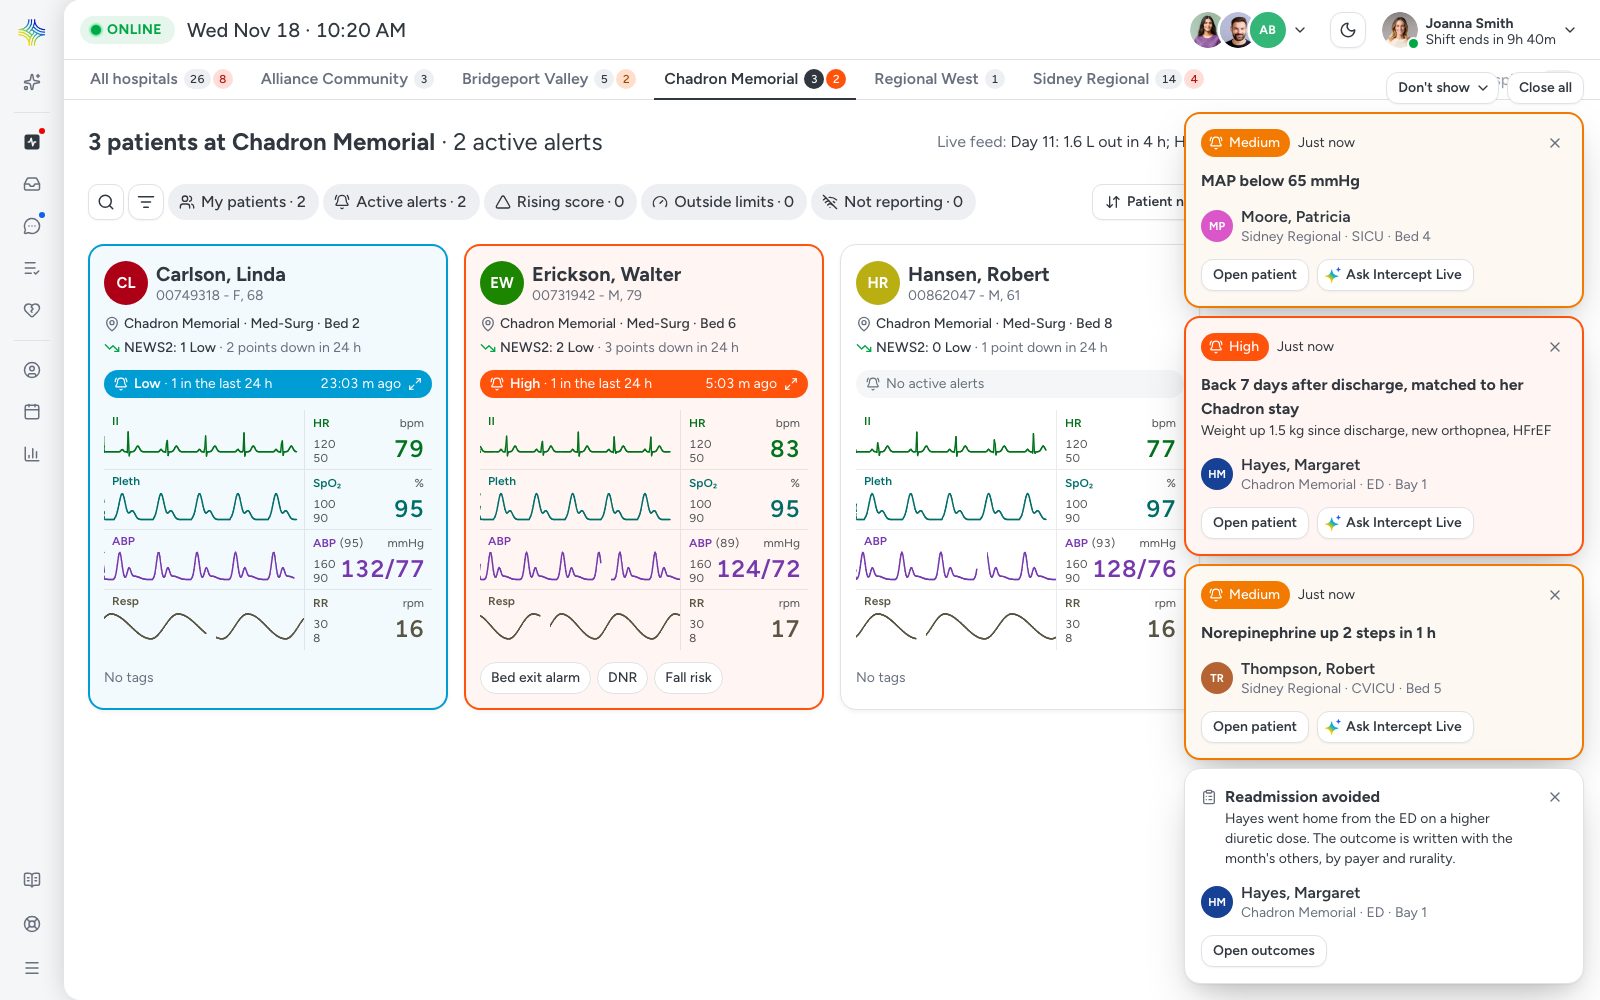 ONLINE
Wed Nov 18 · 10:20 AM
AB
Joanna Smith
Shift ends in 9h 40m
All hospitals 26 8
Alliance Community 3
Bridgeport Valley 5 2
Chadron Memorial 3 2
Regional West 1
Sidney Regional 14 4
Don't show
Close all
3 patients at Chadron Memorial · 2 active alerts
Live feed: Day 11: 1.6 L out in 4 h; H
My patients · 2
Active alerts · 2
Rising score · 0
Outside limits · 0
Not reporting · 0
Patient n
CL
Carlson, Linda
00749318 - F, 68
Chadron Memorial · Med-Surg · Bed 2
NEWS2: 1 Low · 2 points down in 24 h
Low · 1 in the last 24 h 23:03 m ago
II
HR bpm
120
50
79
Pleth
SpO₂ %
100
90
95
ABP
ABP (95) mmHg
160
90
132/77
Resp
RR rpm
30
8
16
No tags
EW
Erickson, Walter
00731942 - M, 79
Chadron Memorial · Med-Surg · Bed 6
NEWS2: 2 Low · 3 points down in 24 h
High · 1 in the last 24 h 5:03 m ago
II
HR bpm
120
50
83
Pleth
SpO₂ %
100
90
95
ABP
ABP (89) mmHg
160
90
124/72
Resp
RR rpm
30
8
17
Bed exit alarm
DNR
Fall risk
HR
Hansen, Robert
00862047 - M, 61
Chadron Memorial · Med-Surg · Bed 8
NEWS2: 0 Low · 1 point down in 24 h
No active alerts
II
HR bpm
120
50
77
Pleth
SpO₂ %
100
90
97
ABP
ABP (93) mmHg
160
90
128/76
Resp
RR rpm
30
8
16
No tags
Medium Just now
MAP below 65 mmHg
MP
Moore, Patricia
Sidney Regional · SICU · Bed 4
Open patient
Ask Intercept Live
High Just now
Back 7 days after discharge, matched to her
Chadron stay
Weight up 1.5 kg since discharge, new orthopnea, HFrEF
HM
Hayes, Margaret
Chadron Memorial · ED · Bay 1
Open patient
Ask Intercept Live
Medium Just now
Norepinephrine up 2 steps in 1 h
TR
Thompson, Robert
Sidney Regional · CVICU · Bed 5
Open patient
Ask Intercept Live
Readmission avoided
Hayes went home from the ED on a higher
diuretic dose. The outcome is written with the
month's others, by payer and rurality.
HM
Hayes, Margaret
Chadron Memorial · ED · Bay 1
Open outcomes